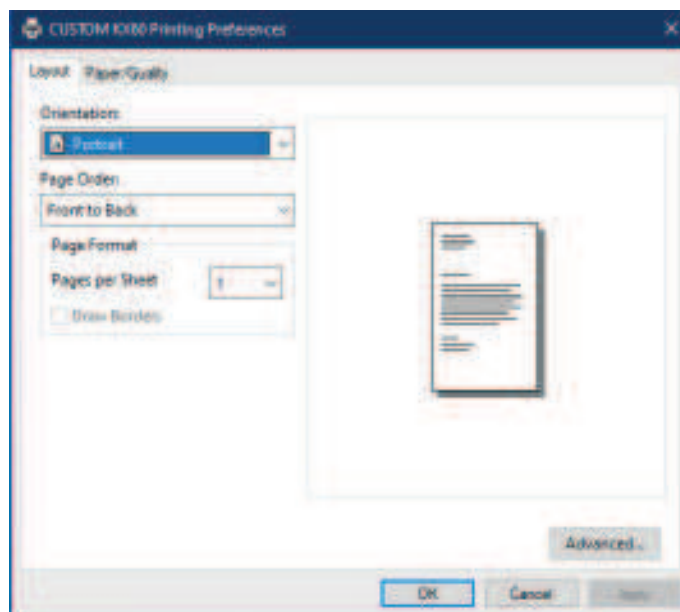 CUSTOM KX80 Printing Preferences
Layout Paper/Quality
Orientation:
Portrait
Page Order:
Front to Back
Page Format
Pages per Sheet
1
Draw Borders
Advanced...
OK Cancel Apply